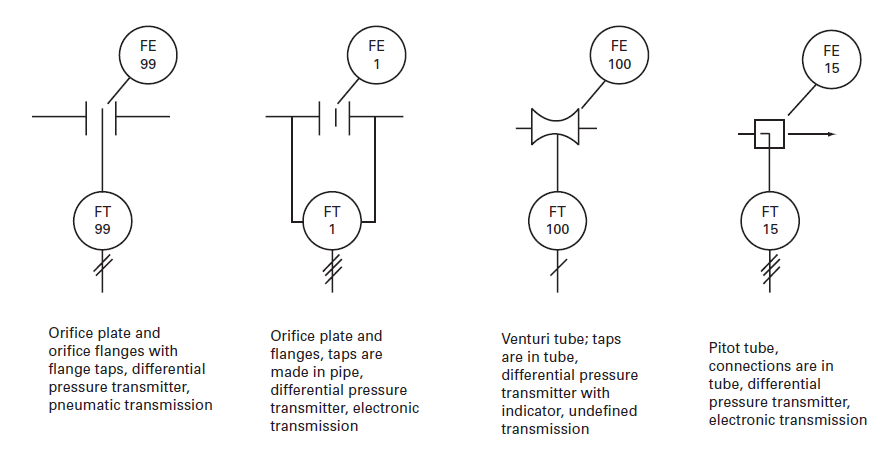 FE
99
FE
1
FE
100
FE
15
FT
99
FT
1
FT
100
FT
15
Orifice plate and
orifice flanges with
flange taps, differential
pressure transmitter,
pneumatic transmission
Orifice plate and
flanges, taps are
made in pipe,
differential pressure
transmitter, electronic
transmission
Venturi tube; taps
are in tube,
differential pressure
transmitter with
indicator, undefined
transmission
Pitot tube,
connections are in
tube, differential
pressure transmitter,
electronic transmission